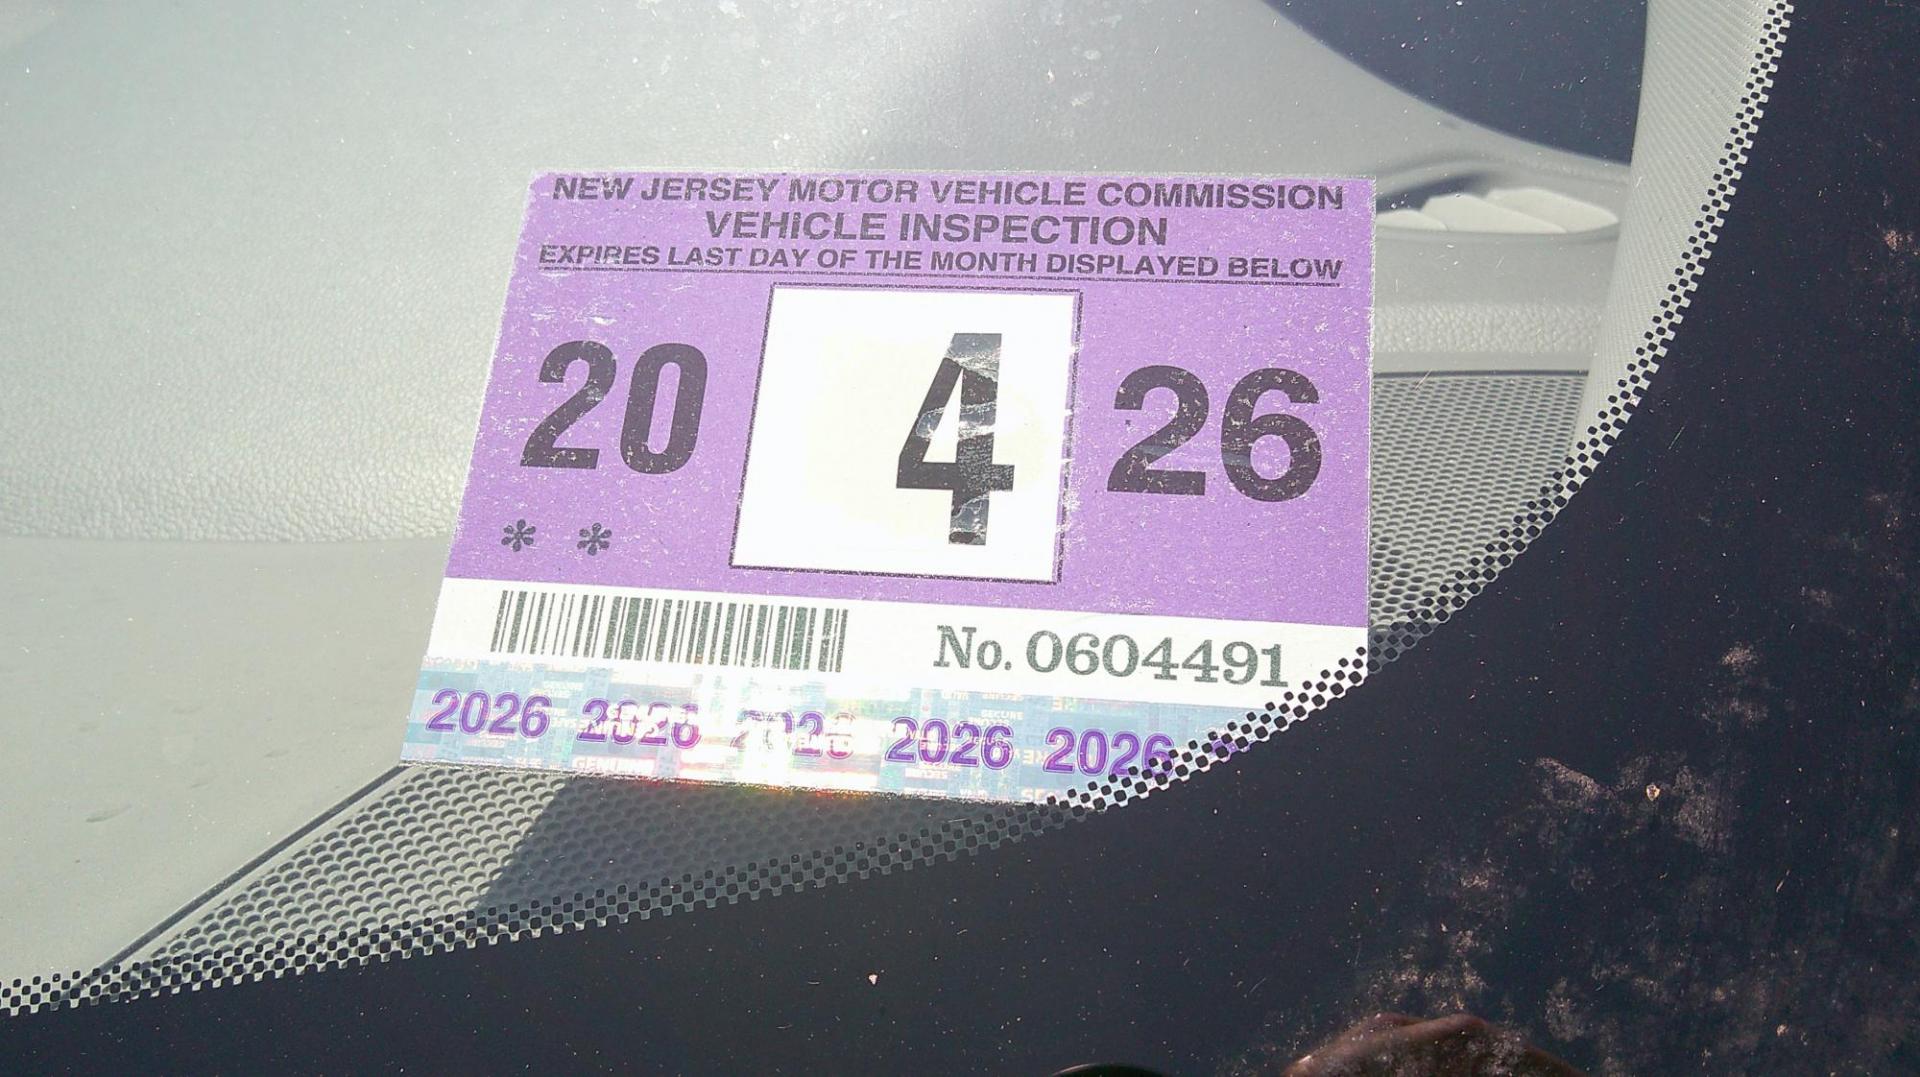 NEW JERSEY MOTOR VEHICLE COMMISSION
VEHICLE INSPECTION
EXPIRES LAST DAY OF THE MONTH DISPLAYED BELOW
20 4 26
* *
No. 0604491
2026 2026 2026 2026 2026